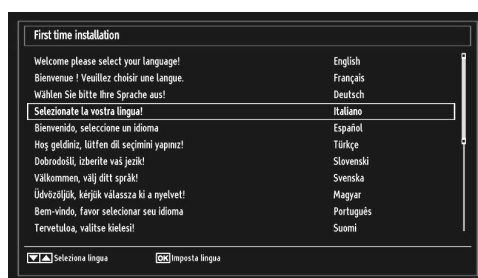 First time installation
Welcome please select your language! English
Bienvenue ! Veuillez choisir une langue. Français
Wählen Sie bitte Ihre Sprache aus! Deutsch
Selezionate la vostra lingua! Italiano
Bienvenido, seleccione un idioma Español
Hoş geldiniz, lütfen dil seçimini yapınız! Türkçe
Dobrodošli, izberite vaš jezik! Slovenski
Välkommen, välj ditt språk! Svenska
Üdvözöljük, kérjük válassza ki a nyelvet! Magyar
Bem-vindo, favor selecionar seu idioma Português
Tervetuloa, valitse kielesi! Suomi
Seleziona lingua OK Imposta lingua